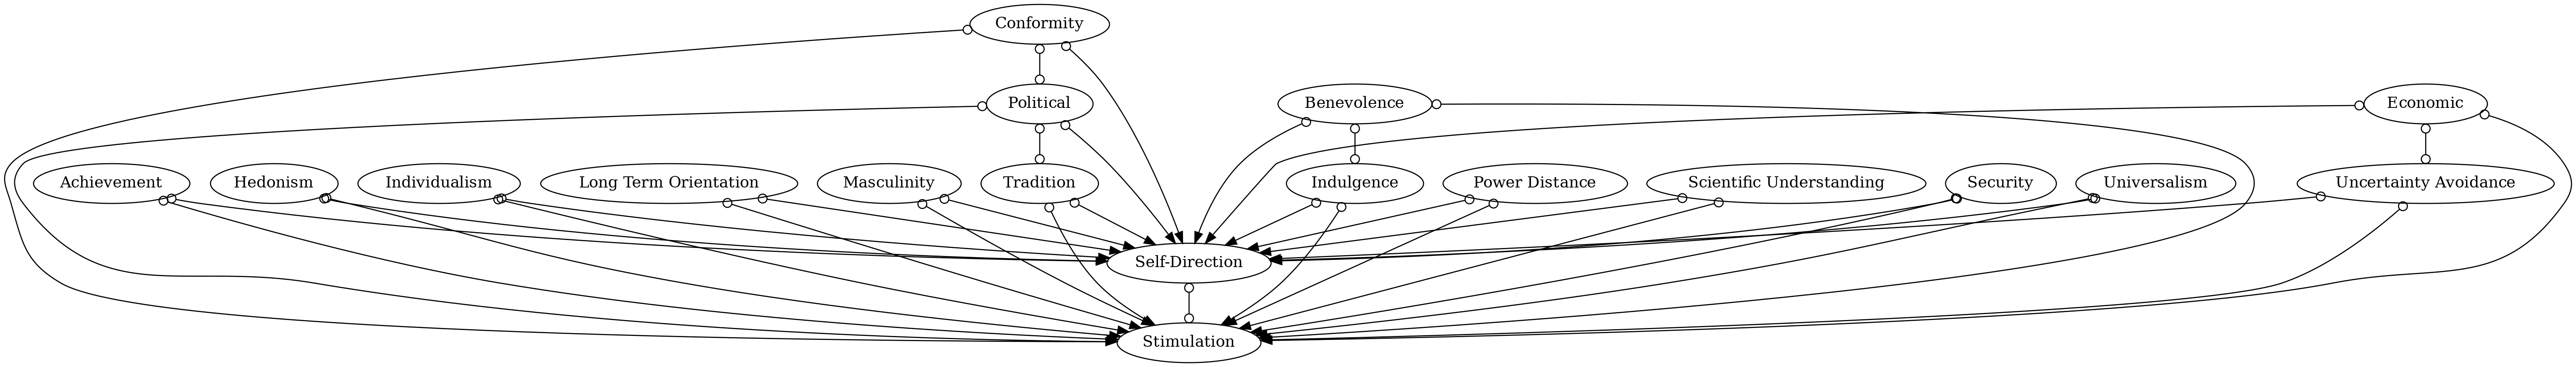 Conformity
Political
Benevolence
Economic
Achievement
Hedonism
Individualism
Long Term Orientation
Masculinity
Tradition
Indulgence
Power Distance
Scientific Understanding
Security
Universalism
Uncertainty Avoidance
Self-Direction
Stimulation